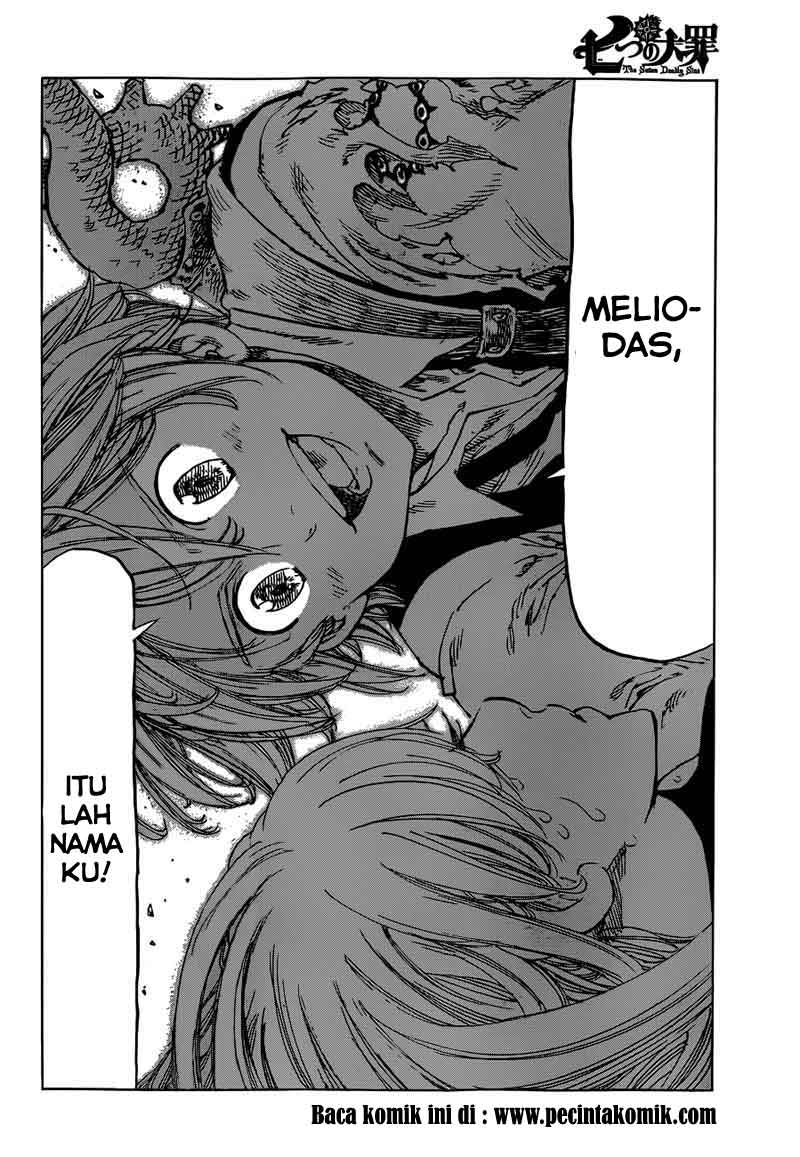 七つの大罪
The Seven Deadly Sins
MELIO-
DAS,
ITU
LAH
NAMA
KU!
Baca komik ini di : www.pecintakomik.com